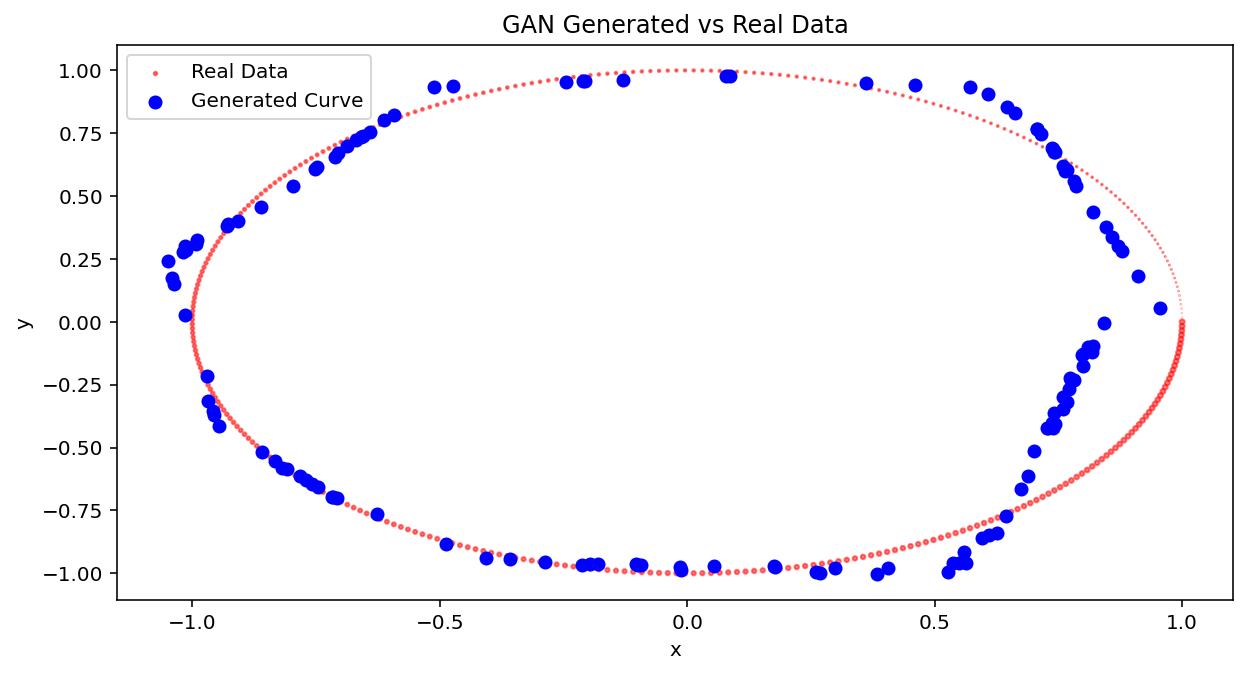 GAN Generated vs Real Data
Real Data
Generated Curve
1.00
0.75
0.50
0.25
0.00
−0.25
−0.50
−0.75
−1.00
y
−1.0 −0.5 0.0 0.5 1.0
x